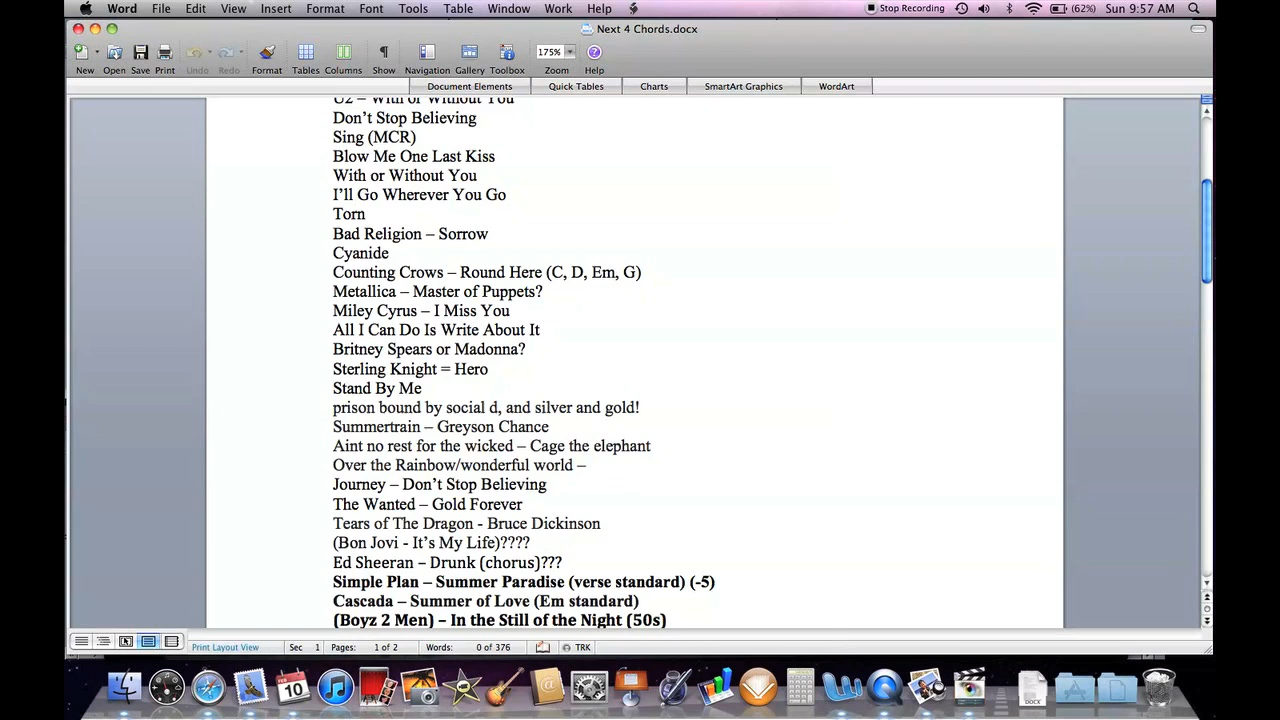 Word File Edit View Insert Format Font Tools Table Window Work Help Stop Recording (62%) Sun 9:57 AM
Next 4 Chords.docx
175%
New Open Save Print Undo Redo Format Tables Columns Show Navigation Gallery Toolbox Zoom Help
Document Elements Quick Tables Charts SmartArt Graphics WordArt
U2 – With or Without You
Don't Stop Believing
Sing (MCR)
Blow Me One Last Kiss
With or Without You
I'll Go Wherever You Go
Torn
Bad Religion – Sorrow
Cyanide
Counting Crows – Round Here (C, D, Em, G)
Metallica – Master of Puppets?
Miley Cyrus – I Miss You
All I Can Do Is Write About It
Britney Spears or Madonna?
Sterling Knight = Hero
Stand By Me
prison bound by social d, and silver and gold!
Summertrain – Greyson Chance
Aint no rest for the wicked – Cage the elephant
Over the Rainbow/wonderful world –
Journey – Don't Stop Believing
The Wanted – Gold Forever
Tears of The Dragon - Bruce Dickinson
(Bon Jovi - It's My Life)????
Ed Sheeran – Drunk (chorus)???
Simple Plan – Summer Paradise (verse standard) (-5)
Cascada – Summer of Love (Em standard)
(Boyz 2 Men) – In the Still of the Night (50s)
Print Layout View Sec 1 Pages: 1 of 2 Words: 0 of 376 TRK
FEB
10
DOCX